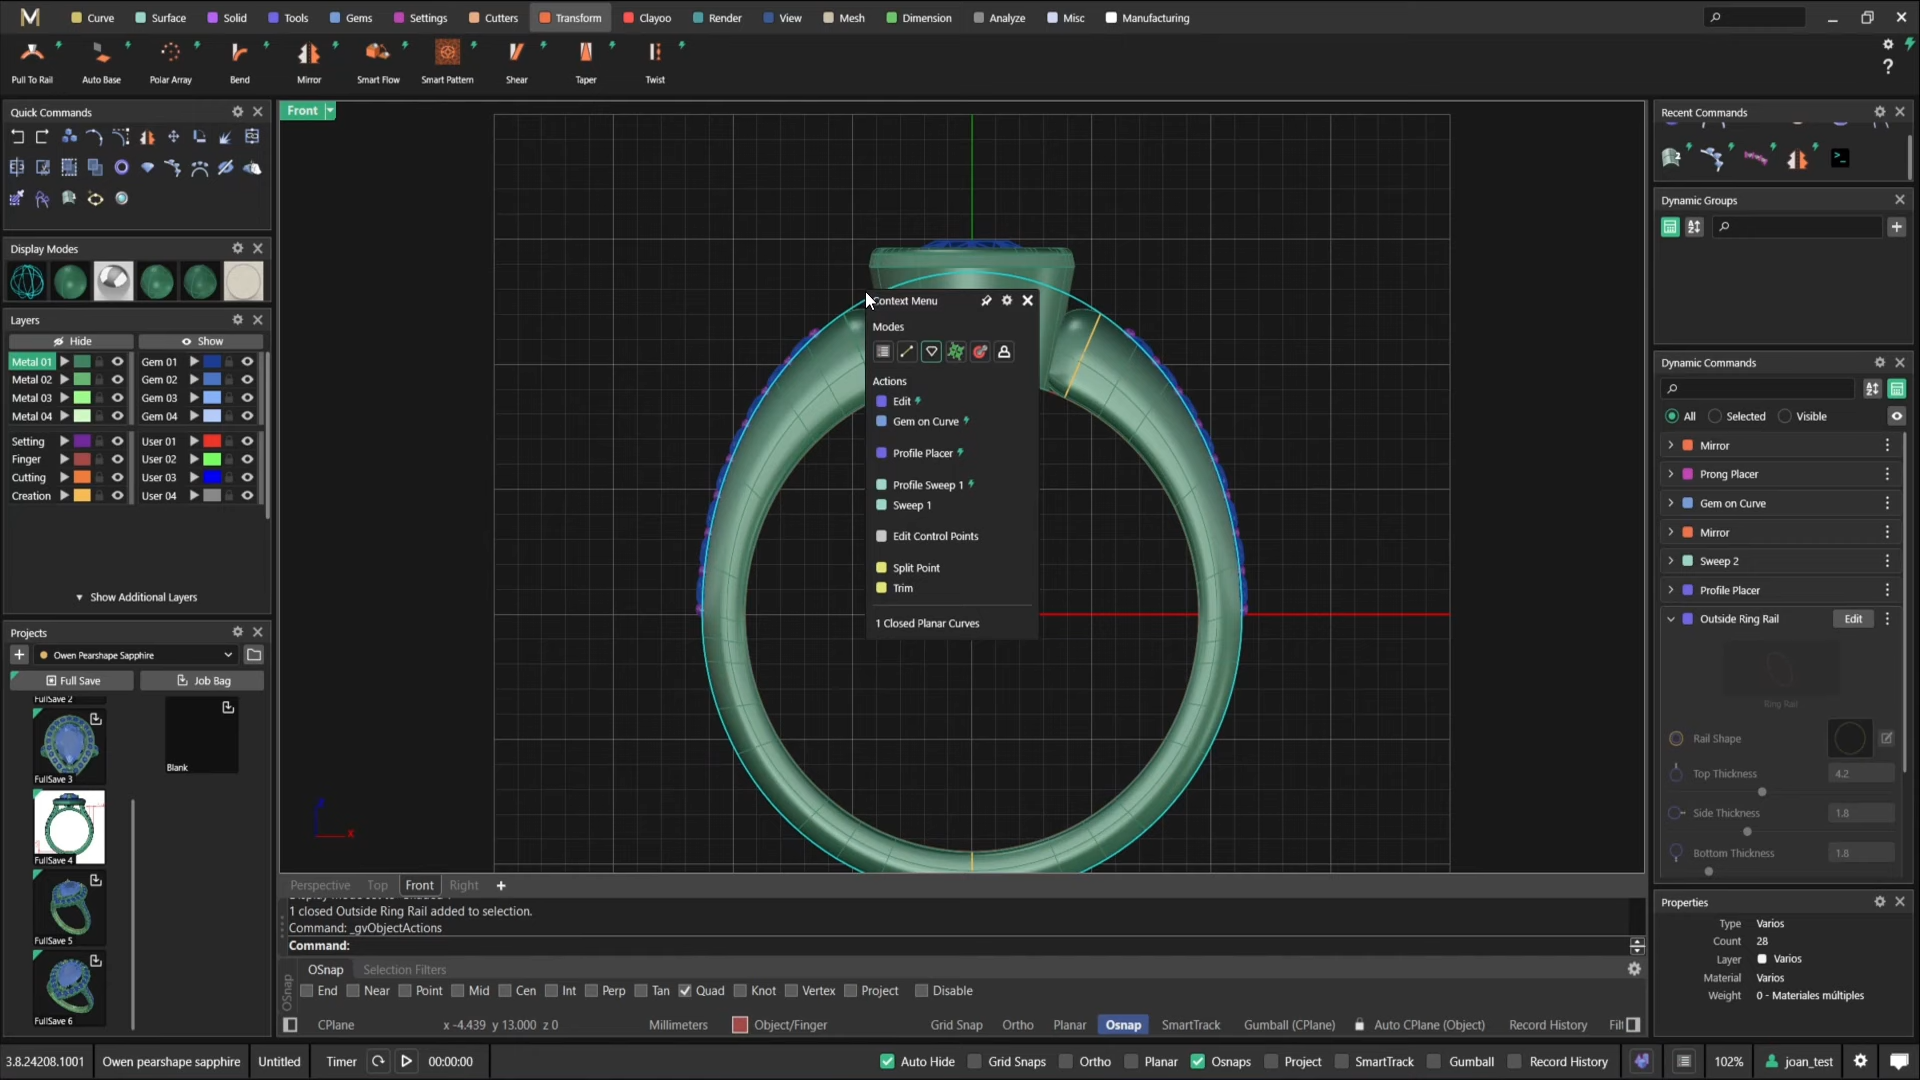 Curve Surface Solid Tools Gems Settings Cutters Transform Clayoo Render View Mesh Dimension Analyze Misc Manufacturing
Pull To Rail Auto Base Polar Array Bend Mirror Smart Flow Smart Pattern Shear Taper Twist
?
Quick Commands
Display Modes
Layers
Hide Show
Metal 01 Gem 01
Metal 02 Gem 02
Metal 03 Gem 03
Metal 04 Gem 04
Setting User 01
Finger User 02
Cutting User 03
Creation User 04
Show Additional Layers
Projects
Owen Pearshape Sapphire
Full Save Job Bag
FullSave 2
FullSave 3
Blank
FullSave 4
FullSave 5
FullSave 6
Front
Context Menu
Modes
Actions
Edit
Gem on Curve
Profile Placer
Profile Sweep 1
Sweep 1
Edit Control Points
Split Point
Trim
1 Closed Planar Curves
x
Perspective Top Front Right
1 closed Outside Ring Rail added to selection.
Command: _gvObjectActions
Command:
OSnap
OSnap Selection Filters
End Near Point Mid Cen Int Perp Tan Quad Knot Vertex Project Disable
CPlane x -4.439 y 13.000 z 0 Millimeters Object/Finger Grid Snap Ortho Planar Osnap SmartTrack Gumball (CPlane) Auto CPlane (Object) Record History Filt
Recent Commands
Dynamic Groups
Dynamic Commands
All Selected Visible
Mirror
Prong Placer
Gem on Curve
Mirror
Sweep 2
Profile Placer
Outside Ring Rail Edit
Ring Rail
Rail Shape
Top Thickness 4.2
Side Thickness 1.8
Bottom Thickness 1.8
Properties
Type Varios
Count 28
Layer Varios
Material Varios
Weight 0 - Materiales múltiples
3.8.24208.1001 Owen pearshape sapphire Untitled Timer 00:00:00 Auto Hide Grid Snaps Ortho Planar Osnaps Project SmartTrack Gumball Record History 102% joan_test